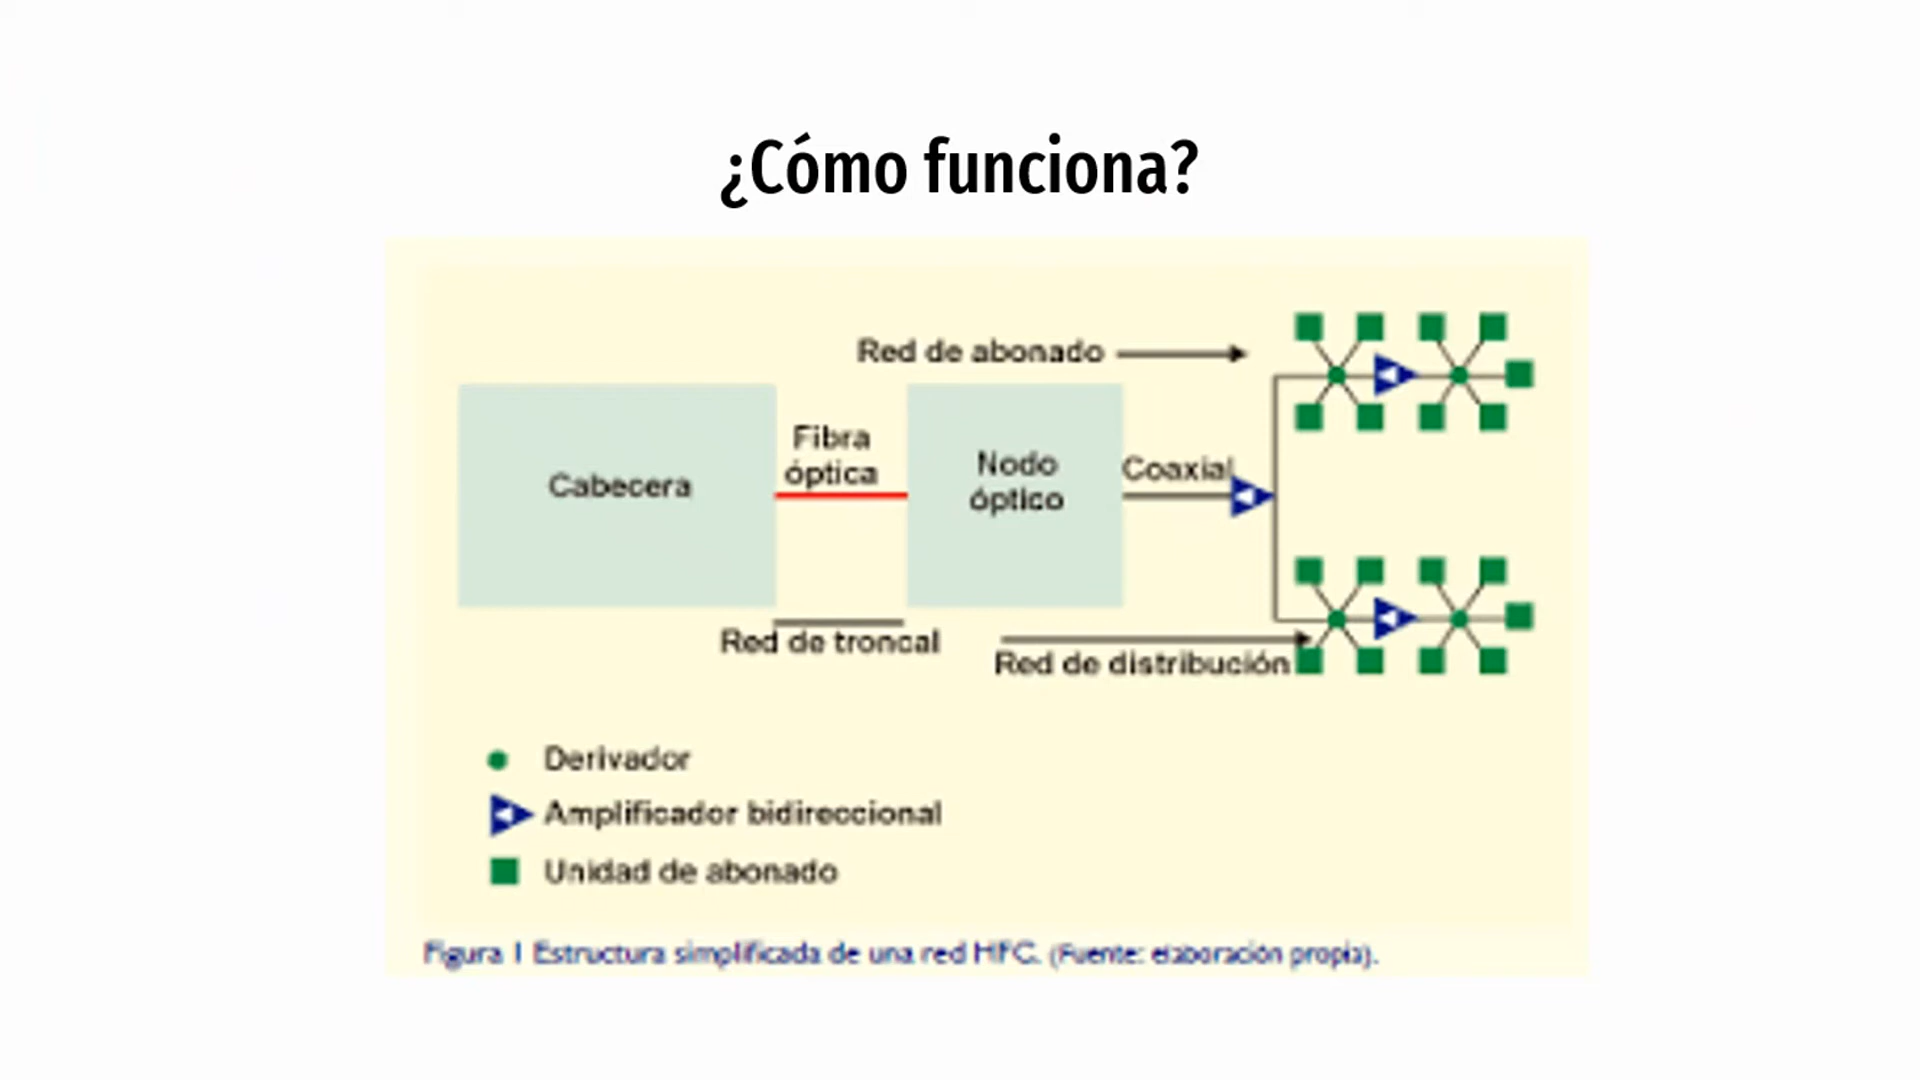 ¿Cómo funciona?
Red de abonado
Cabecera
Fibra
óptica
Nodo
óptico
Coaxial
Red de troncal
Red de distribución
Derivador
Amplificador bidireccional
Unidad de abonado
Figura 1 Estructura simplificada de una red HFC. (Fuente: elaboración propia).